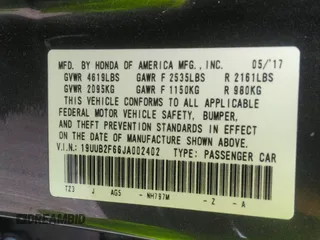 MFD. BY HONDA OF AMERICA MFG., INC. 05/'17
GVWR 4619LBS GAWR F 2535LBS R 2161LBS
GVWR 2095KG GAWR F 1150KG R 980KG
THIS VEHICLE CONFORMS TO ALL APPLICABLE
FEDERAL MOTOR VEHICLE SAFETY, BUMPER,
AND THEFT PREVENTION STANDARDS IN EFFECT
ON THE DATE OF MANUFACTURE
SHOWN ABOVE.
V.I.N.: 19UUB2F66JA002402 TYPE: PASSENGER CAR
TZ3 J AG5 NH797M - Z - A
DREAMBID